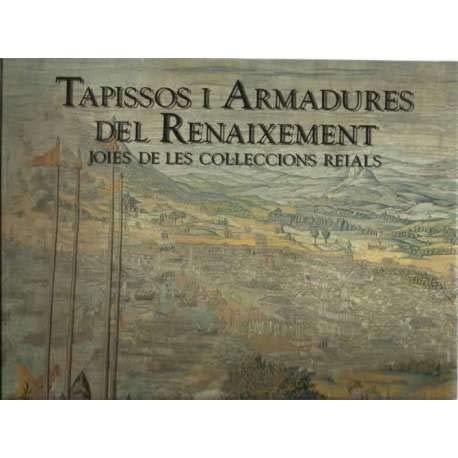 TAPISSOS I ARMADURES
DEL RENAIXEMENT
JOIES DE LES COL·LECCIONS REIALS